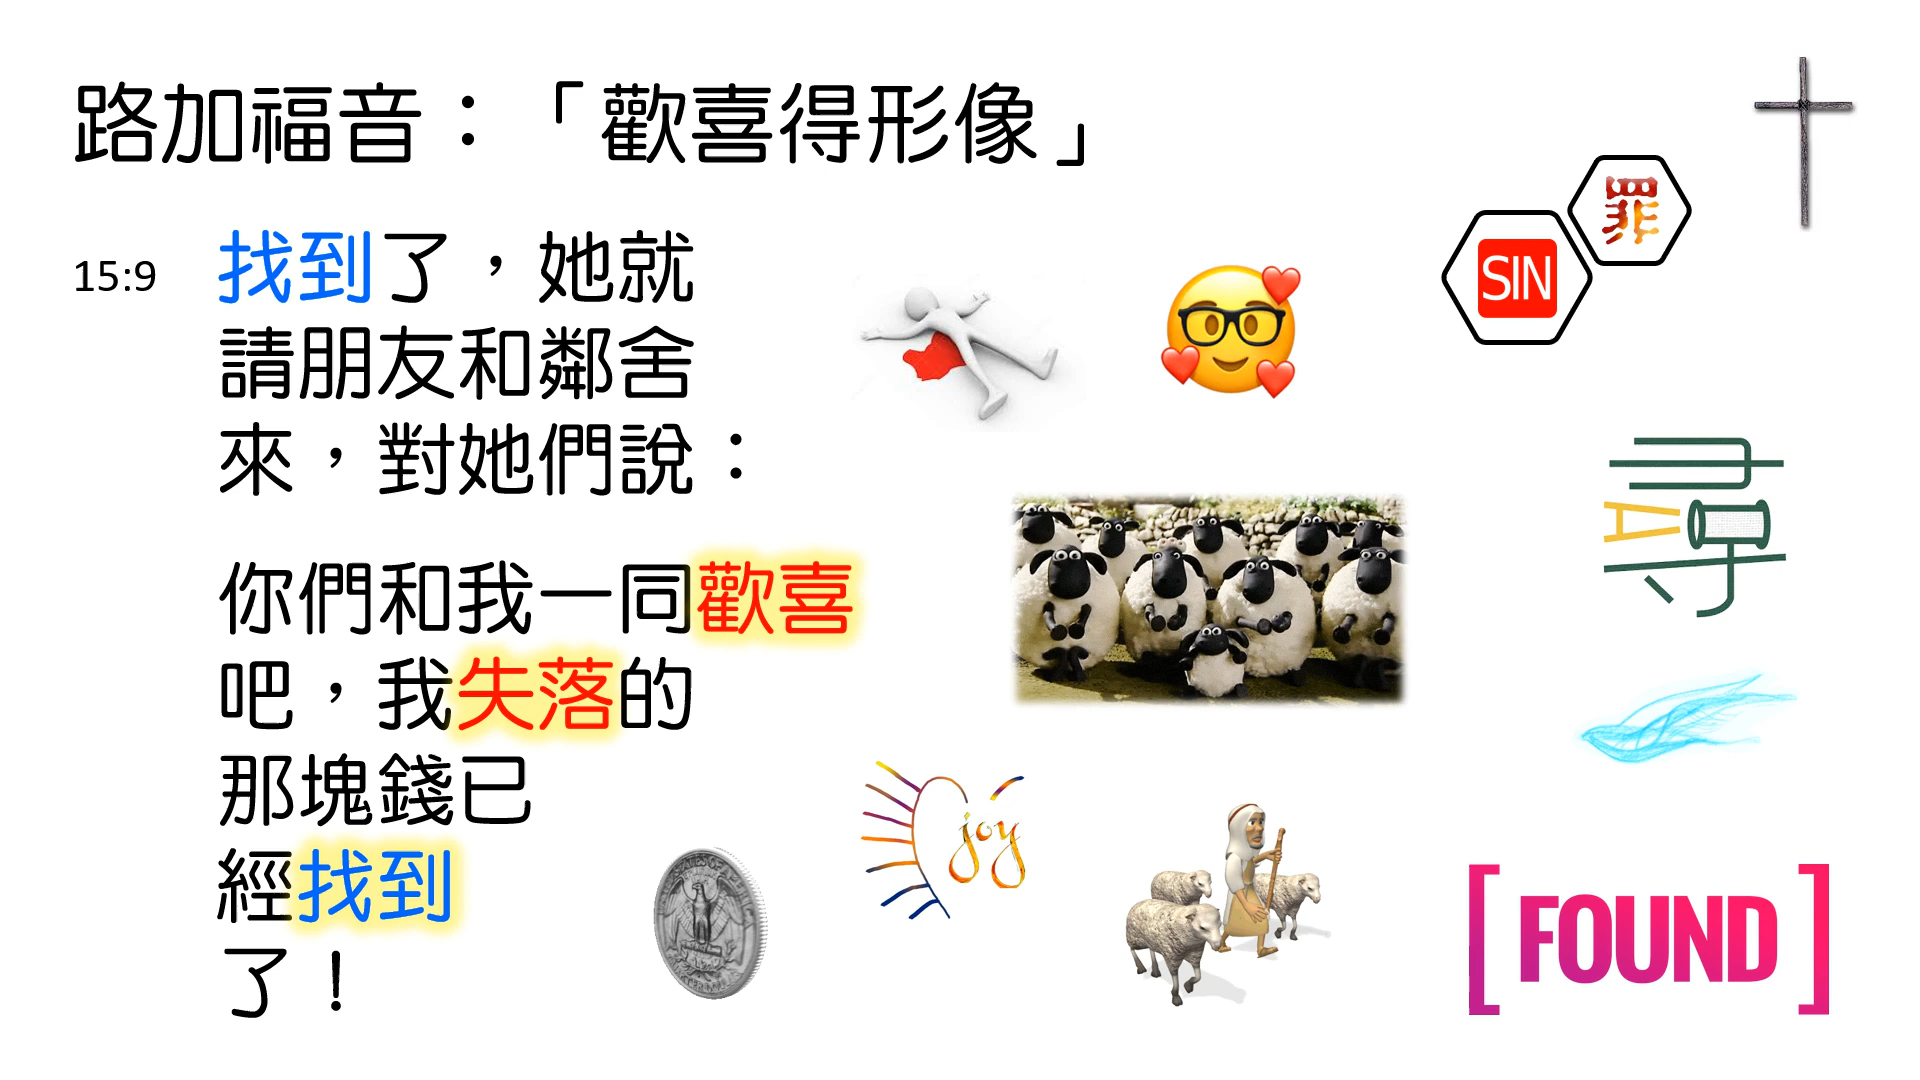 路加福音：「歡喜得形像」
15:9
找到了，她就
請朋友和鄰舍
來，對她們說：
你們和我一同歡喜
吧，我失落的
那塊錢已
經找到
了！
罪
SIN
尋
joy
[FOUND]